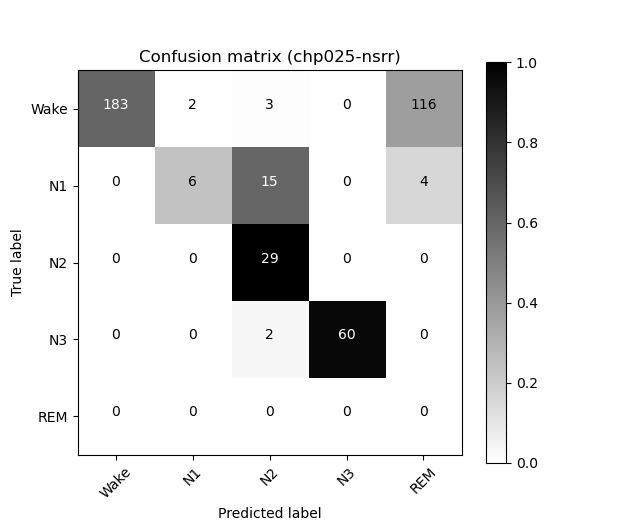 Confusion matrix (chp025-nsrr)
True label
Wake 183 2 3 0 116
N1 0 6 15 0 4
N2 0 0 29 0 0
N3 0 0 2 60 0
REM 0 0 0 0 0
Wake N1 N2 N3 REM
Predicted label
1.0
0.8
0.6
0.4
0.2
0.0